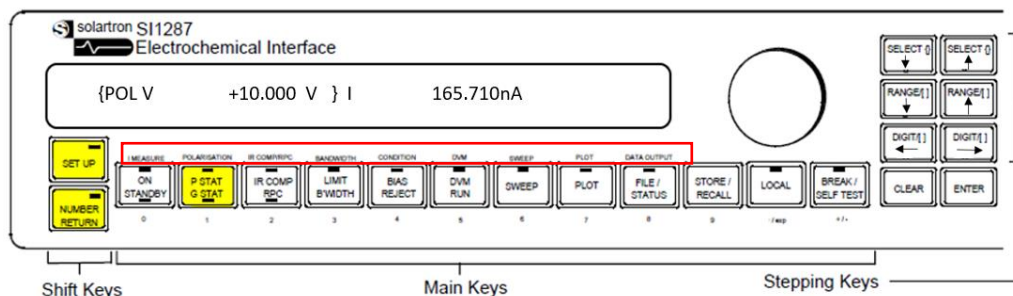 solartron SI1287
Electrochemical Interface
{POL V +10.000 V } I 165.710nA
SELECT {} SELECT {}
RANGE/[ ] RANGE/[ ]
DIGIT/[ ] DIGIT/[ ]
CLEAR ENTER
SET UP
NUMBER
RETURN
I MEASURE POLARISATION IR COMP/RPC BANDWIDTH CONDITION DVM SWEEP PLOT DATA OUTPUT
ON STANDBY
P STAT G STAT
IR COMP RPC
LIMIT B'WIDTH
BIAS REJECT
DVM RUN
SWEEP
PLOT
FILE / STATUS
STORE / RECALL
LOCAL
BREAK / SELF TEST
0 1 2 3 4 5 6 7 8 9 -/exp +/-
Shift Keys Main Keys Stepping Keys